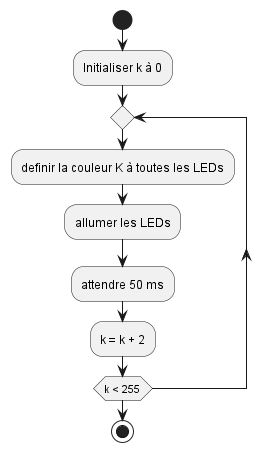 Initialiser k à 0
definir la couleur K à toutes les LEDs
allumer les LEDs
attendre 50 ms
k = k + 2
k < 255